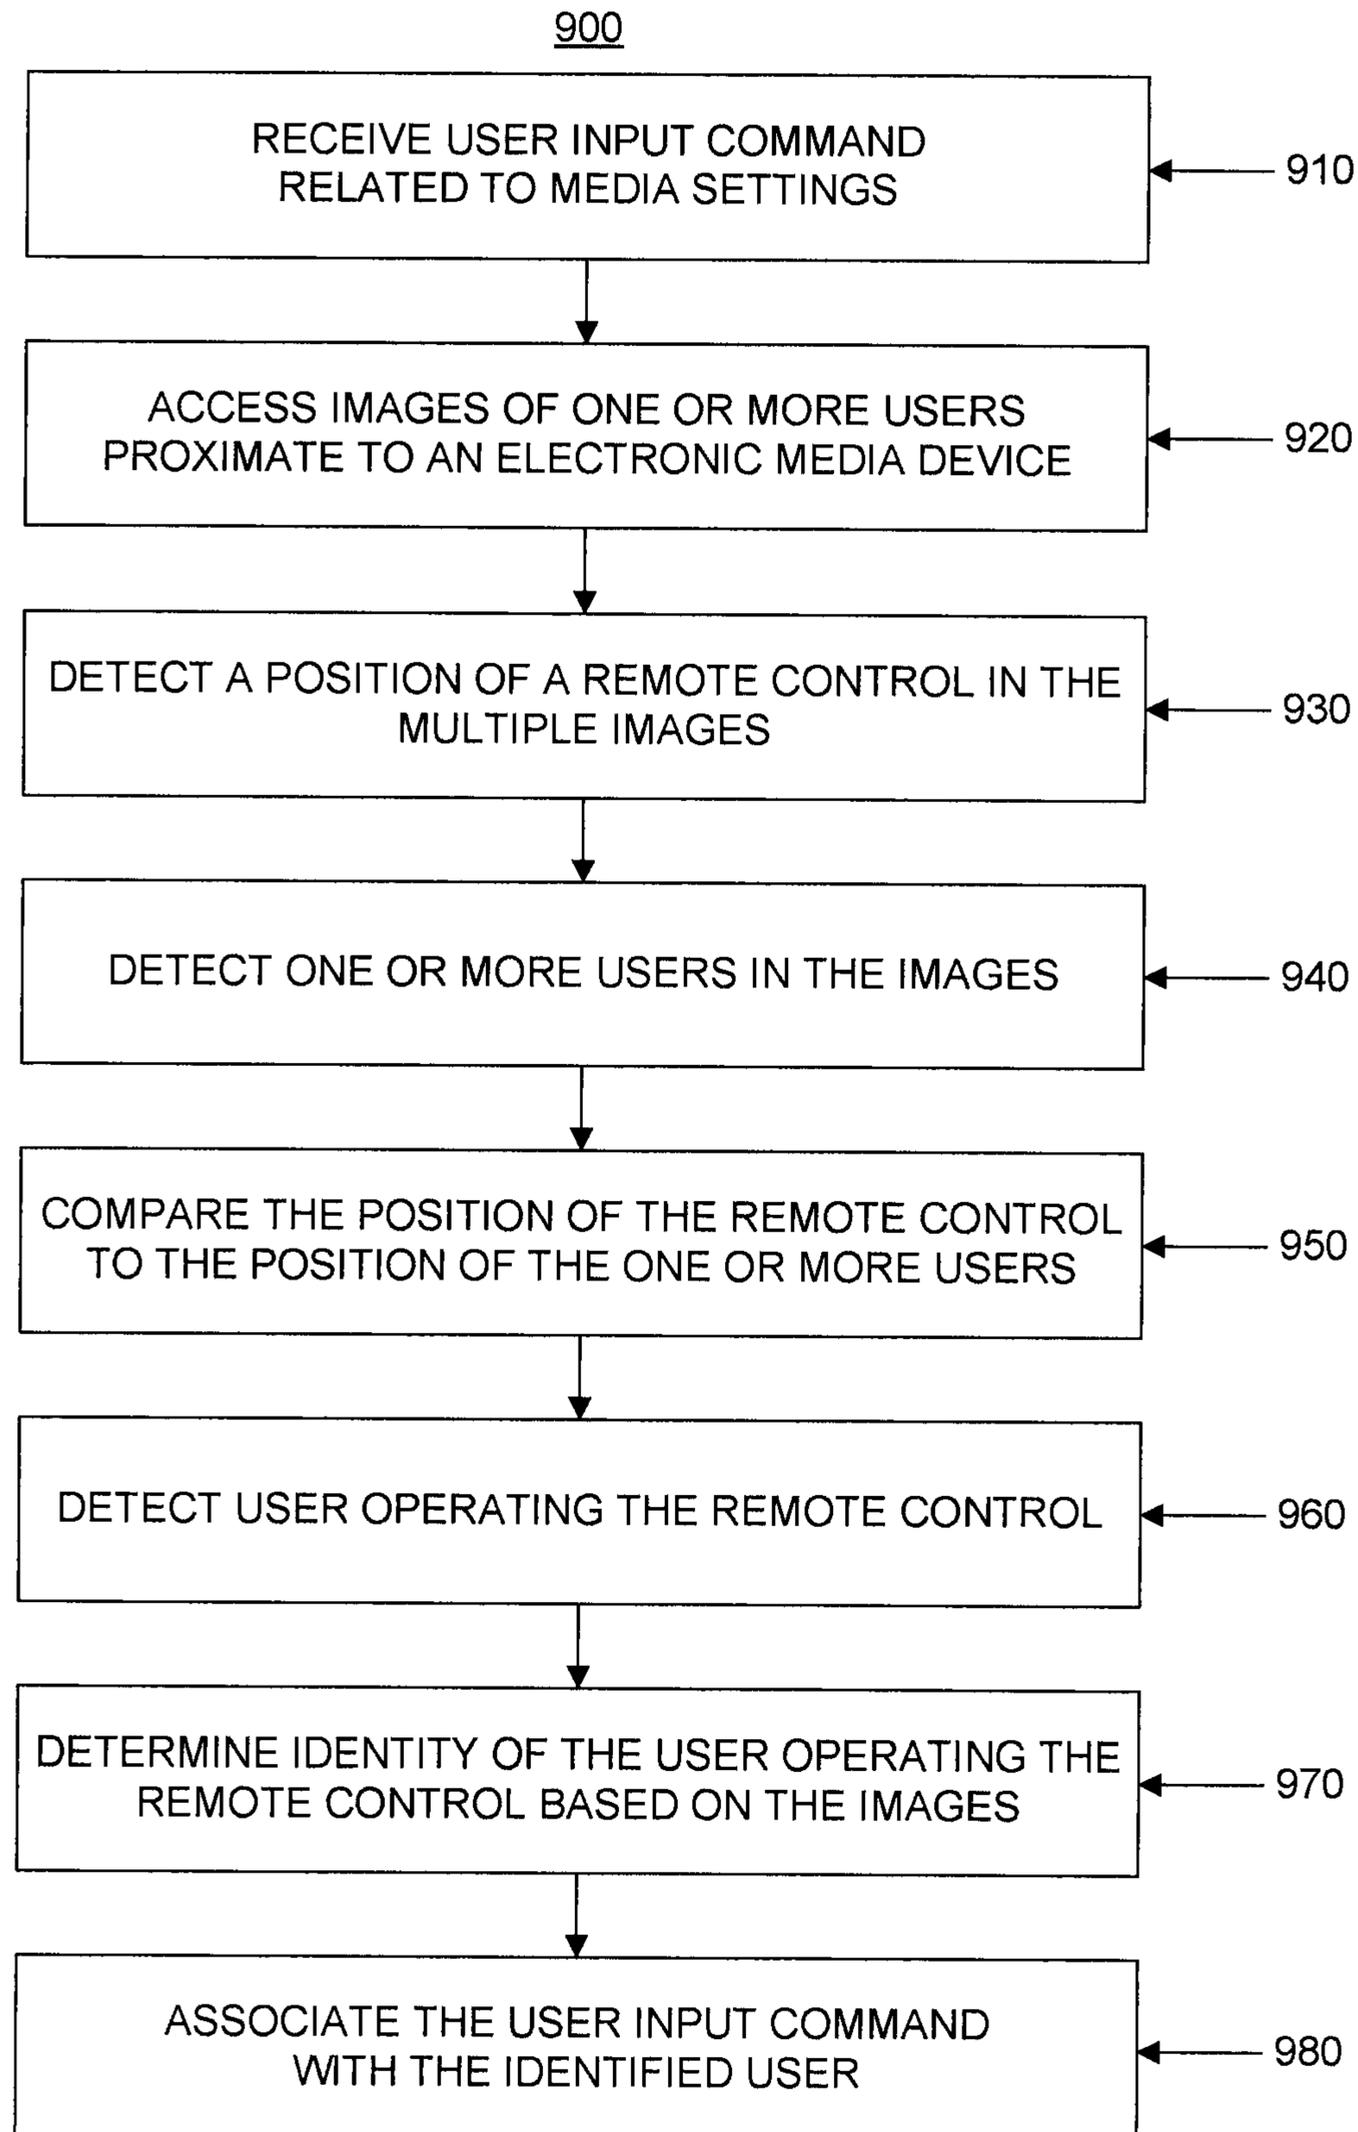 900
RECEIVE USER INPUT COMMAND
RELATED TO MEDIA SETTINGS
910
ACCESS IMAGES OF ONE OR MORE USERS
PROXIMATE TO AN ELECTRONIC MEDIA DEVICE
920
DETECT A POSITION OF A REMOTE CONTROL IN THE
MULTIPLE IMAGES
930
DETECT ONE OR MORE USERS IN THE IMAGES
940
COMPARE THE POSITION OF THE REMOTE CONTROL
TO THE POSITION OF THE ONE OR MORE USERS
950
DETECT USER OPERATING THE REMOTE CONTROL
960
DETERMINE IDENTITY OF THE USER OPERATING THE
REMOTE CONTROL BASED ON THE IMAGES
970
ASSOCIATE THE USER INPUT COMMAND
WITH THE IDENTIFIED USER
980